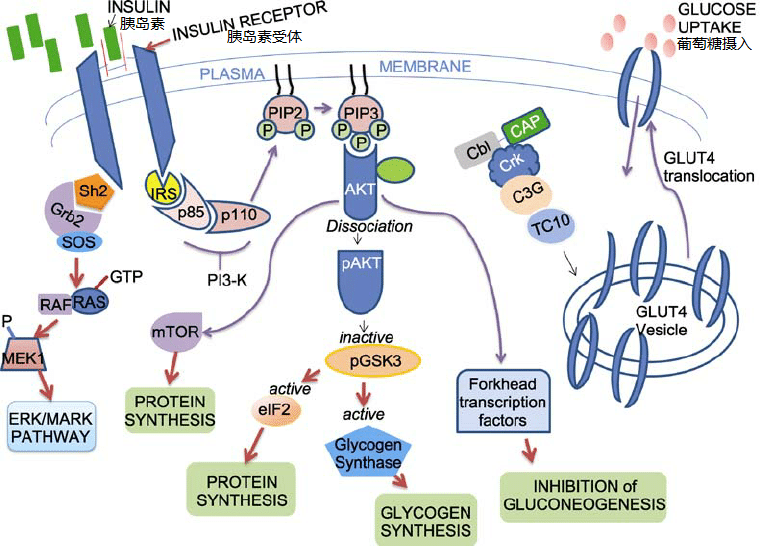 INSULIN
胰岛素
INSULIN RECEPTOR
胰岛素受体
GLUCOSE
UPTAKE
葡萄糖摄入
PLASMA
MEMBRANE
PIP2
P
P
PIP3
P
P
P
Cbl
CAP
Crk
C3G
TC10
GLUT4
translocation
Sh2
Grb2
SOS
IRS
p85
p110
PI3-K
AKT
Dissociation
pAKT
GTP
RAF
RAS
P
MEK1
ERK/MARK
PATHWAY
mTOR
PROTEIN
SYNTHESIS
inactive
pGSK3
active
eIF2
PROTEIN
SYNTHESIS
active
Glycogen
Synthase
GLYCOGEN
SYNTHESIS
Forkhead
transcription
factors
INHIBITION of
GLUCONEOGENESIS
GLUT4
Vesicle